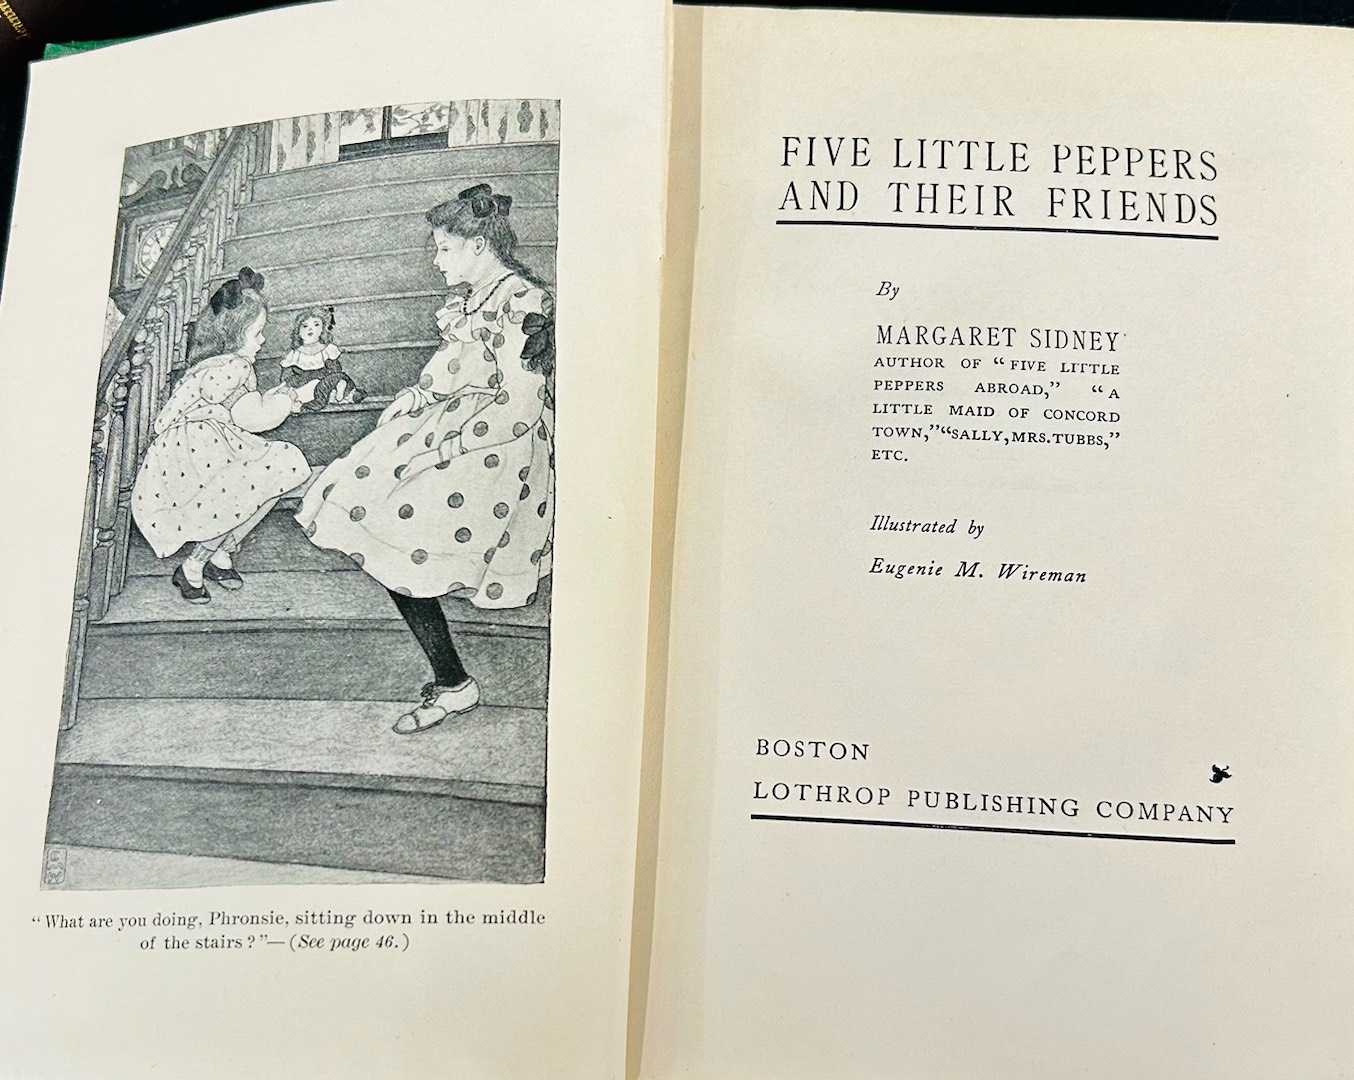 “What are you doing, Phronsie, sitting down in the middle
of the stairs?”—(See page 46.)
FIVE LITTLE PEPPERS
AND THEIR FRIENDS
By
MARGARET SIDNEY
AUTHOR OF “FIVE LITTLE
PEPPERS ABROAD,” “A
LITTLE MAID OF CONCORD
TOWN,” “SALLY, MRS. TUBBS,”
ETC.
Illustrated by
Eugenie M. Wireman
BOSTON
LOTHROP PUBLISHING COMPANY